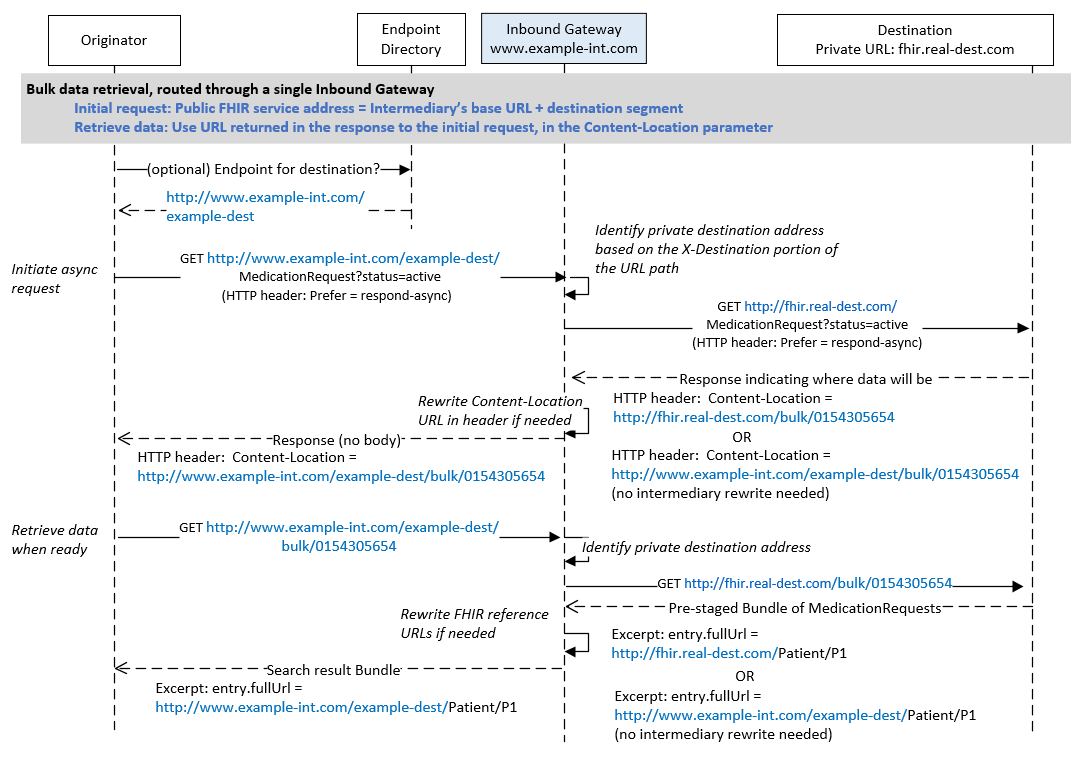 Originator
Endpoint
Directory
Inbound Gateway
www.example-int.com
Destination
Private URL: fhir.real-dest.com
Bulk data retrieval, routed through a single Inbound Gateway
Initial request: Public FHIR service address = Intermediary's base URL + destination segment
Retrieve data: Use URL returned in the response to the initial request, in the Content-Location parameter
(optional) Endpoint for destination?
http://www.example-int.com/
example-dest
Identify private destination address
based on the X-Destination portion of
the URL path
Initiate async
request
GET http://www.example-int.com/example-dest/
MedicationRequest?status=active
(HTTP header: Prefer = respond-async)
GET http://fhir.real-dest.com/
MedicationRequest?status=active
(HTTP header: Prefer = respond-async)
Response indicating where data will be
HTTP header:  Content-Location =
http://fhir.real-dest.com/bulk/0154305654
OR
HTTP header:  Content-Location =
http://www.example-int.com/example-dest/bulk/0154305654
(no intermediary rewrite needed)
Rewrite Content-Location
URL in header if needed
Response (no body)
HTTP header:  Content-Location =
http://www.example-int.com/example-dest/bulk/0154305654
Retrieve data
when ready
GET http://www.example-int.com/example-dest/
bulk/0154305654
Identify private destination address
GET http://fhir.real-dest.com/bulk/0154305654
Pre-staged Bundle of MedicationRequests
Rewrite FHIR reference
URLs if needed
Excerpt: entry.fullUrl =
http://fhir.real-dest.com/Patient/P1
OR
Excerpt: entry.fullUrl =
http://www.example-int.com/example-dest/Patient/P1
(no intermediary rewrite needed)
Search result Bundle
Excerpt: entry.fullUrl =
http://www.example-int.com/example-dest/Patient/P1